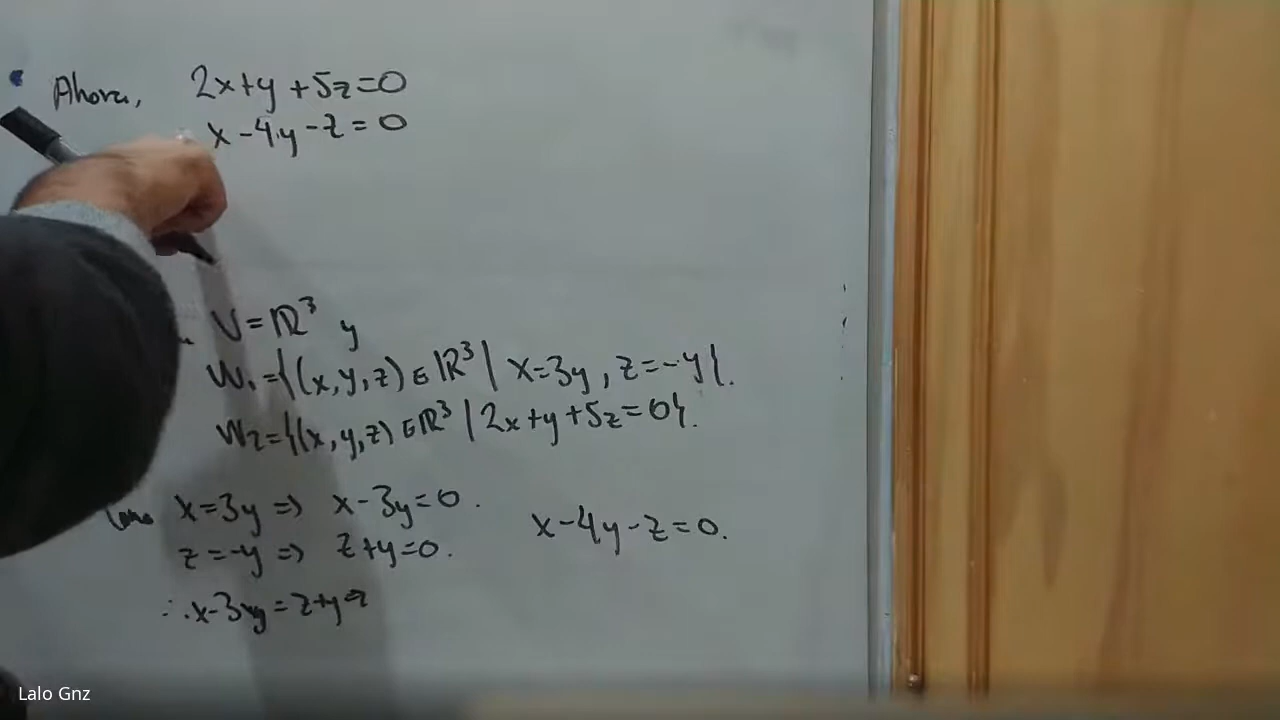 Ahora, 2x+y+5z=0
x-4y-z=0
V=ℝ³ y
W₁={(x,y,z)∈ℝ³|x=3y, z=-y}.
W₂={(x,y,z)∈ℝ³|2x+y+5z=0}.
x=3y ⇒ x-3y=0.
z=-y ⇒ z+y=0.
x-4y-z=0.
∴ x-3y=z+y ⇒
Lalo Gnz